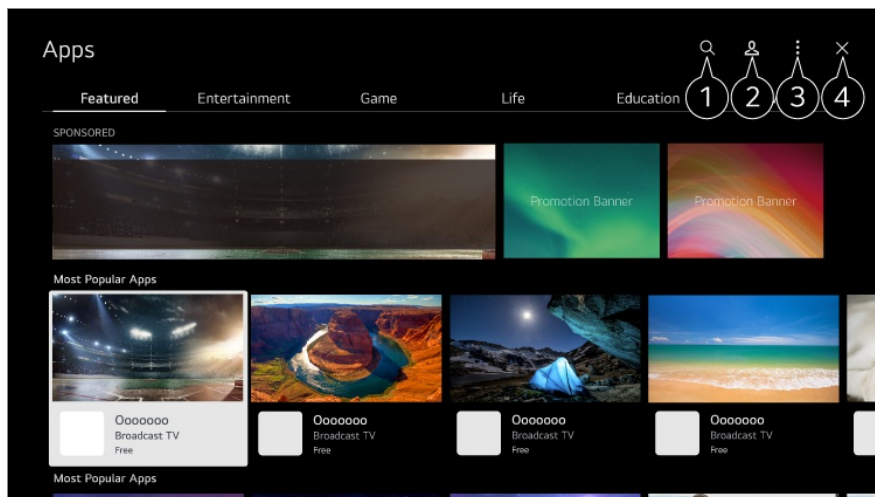 Apps
1 2 3 4
Featured Entertainment Game Life Education
SPONSORED
Promotion Banner Promotion Banner
Most Popular Apps
Ooooooo Ooooooo Ooooooo Ooooooo
Broadcast TV Broadcast TV Broadcast TV Broadcast TV
Free Free Free Free
Most Popular Apps